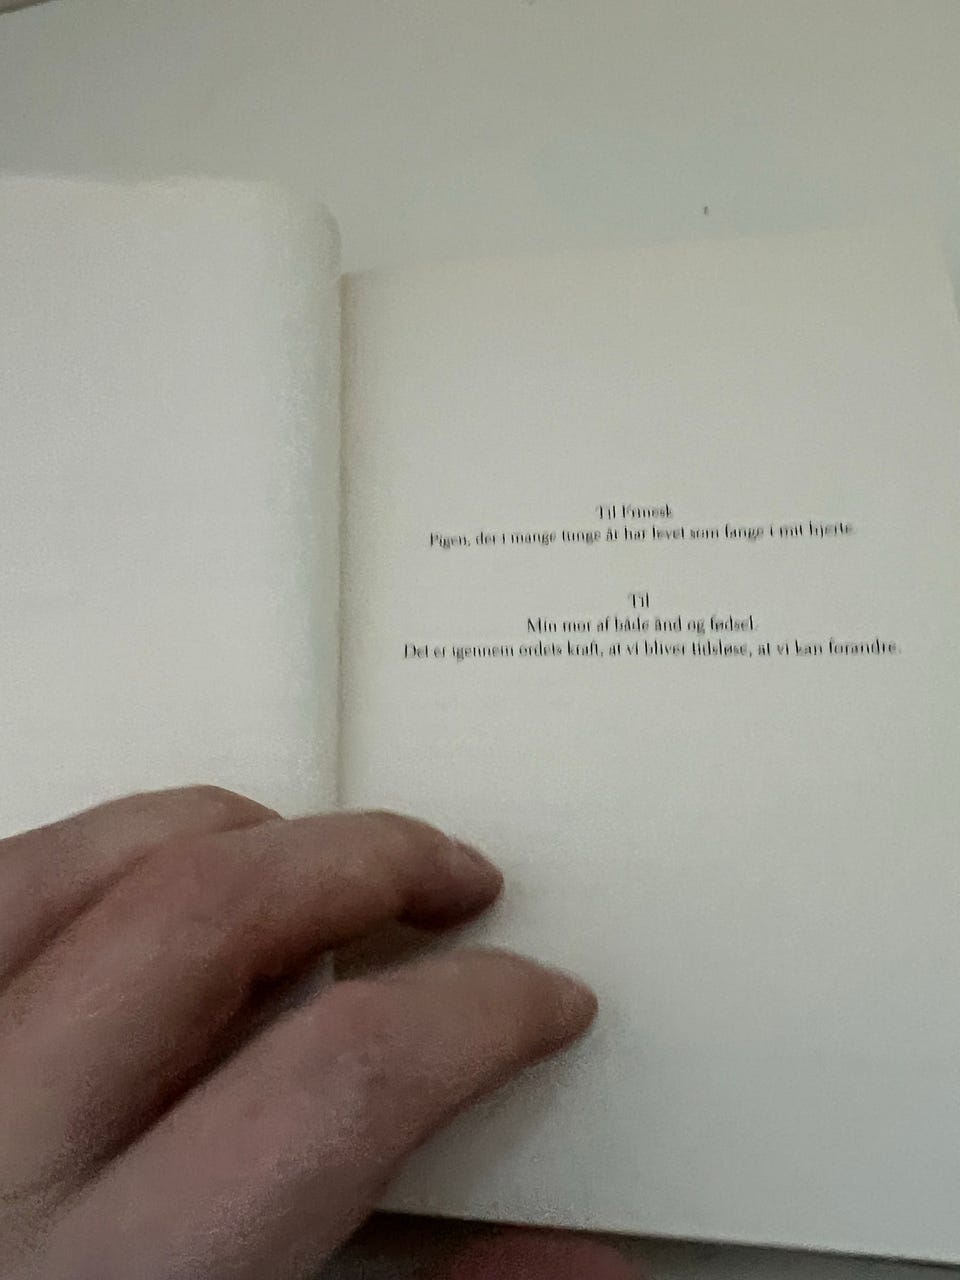 Til
Pigen, der i mange tunge år har levet som fange i mit hjerte.
Til
Min mor af både ånd og fødsel.
Det er igennem ordets kraft, at vi bliver tidsløse, at vi kan forandre.